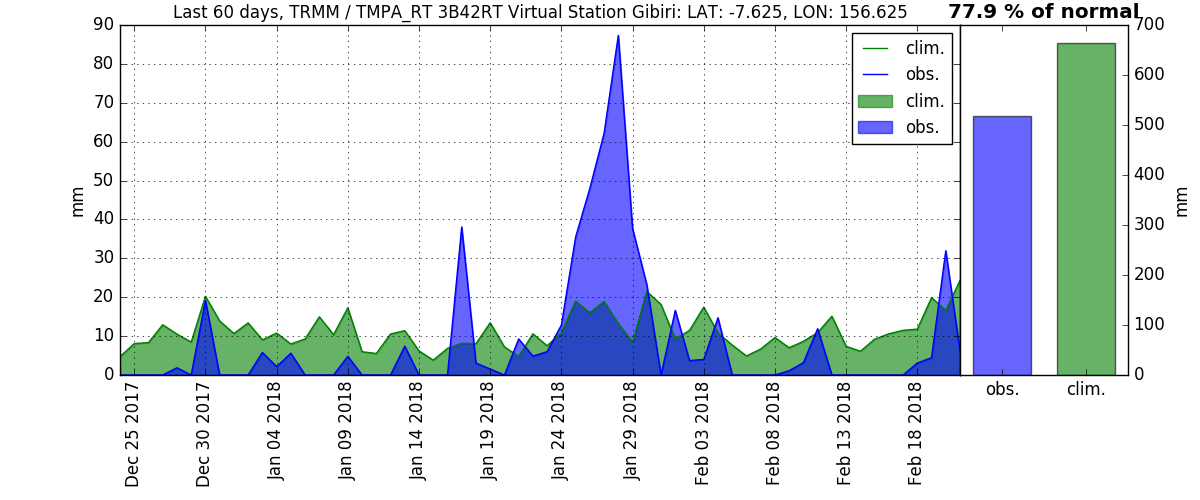 Last 60 days, TRMM / TMPA_RT 3B42RT Virtual Station Gibiri: LAT: -7.625, LON: 156.625
77.9 % of normal
90
80
70
60
50
40
30
20
10
0
mm
clim.
obs.
clim.
obs.
Dec 25 2017
Dec 30 2017
Jan 04 2018
Jan 09 2018
Jan 14 2018
Jan 19 2018
Jan 24 2018
Jan 29 2018
Feb 03 2018
Feb 08 2018
Feb 13 2018
Feb 18 2018
700
600
500
400
300
200
100
0
mm
obs.
clim.